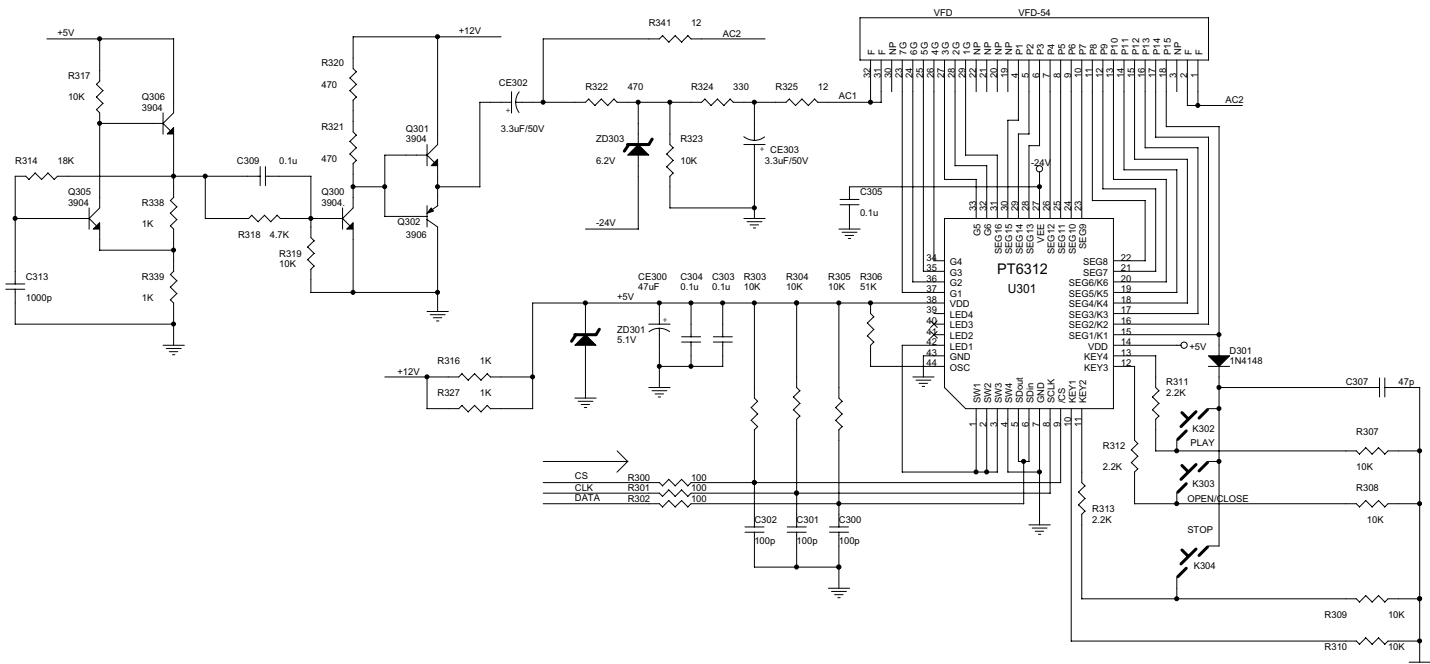 VFD VFD-54
+5V
R317
10K
Q306
3904
R314 18K
Q305
3904
R338
1K
R339
1K
C313
1000p
C309 0.1u
R318 4.7K
R319
10K
+12V
R320
470
R321
470
Q300
3904.
Q301
3904
Q302
3906
CE302
3.3uF/50V
R341 12 AC2
R322 470
R324 330
R325 12 AC1
ZD303
6.2V
R323
10K
CE303
3.3uF/50V
-24V
F F NP 7G 6G 5G 4G 3G 2G 1G NP NP NP NP P1 P2 P3 P4 P5 P6 P7 P8 P9 P10 P11 P12 P13 P14 P15 NP F F
32 31 30 23 24 25 26 27 28 29 22 21 20 19 4 5 6 7 8 9 10 11 12 13 14 15 16 17 18 3 2 1
AC2
-24V
C305
0.1u
33 32 31 30 29 28 27 26 25 24 23
G5 G6 SEG16 SEG15 SEG14 SEG13 VEE SEG12 SEG11 SEG10 SEG9
PT6312
U301
34 G4
35 G3
36 G2
37 G1
38 VDD
39 LED4
40 LED3
41 LED2
42 LED1
43 GND
44 OSC
SEG8 22
SEG7 21
SEG6/K6 20
SEG5/K5 19
SEG4/K4 18
SEG3/K3 17
SEG2/K2 16
SEG1/K1 15
VDD 14
KEY4 13
KEY3 12
SW1 SW2 SW3 SW4 SDout SDin GND SCLK /CS KEY1 KEY2
1 2 3 4 5 6 7 8 9 10 11
+5V
D301
1N4148
CE300
47uF
C304
0.1u
C303
0.1u
R303
10K
R304
10K
R305
10K
R306
51K
+5V
ZD301
5.1V
+12V
R316 1K
R327 1K
CS R300 100
CLK R301 100
DATA R302 100
C302
100p
C301
100p
C300
100p
R311
2.2K
R312
2.2K
R313
2.2K
C307 47p
K302
PLAY
K303
OPEN/CLOSE
STOP
K304
R307
10K
R308
10K
R309 10K
R310 10K